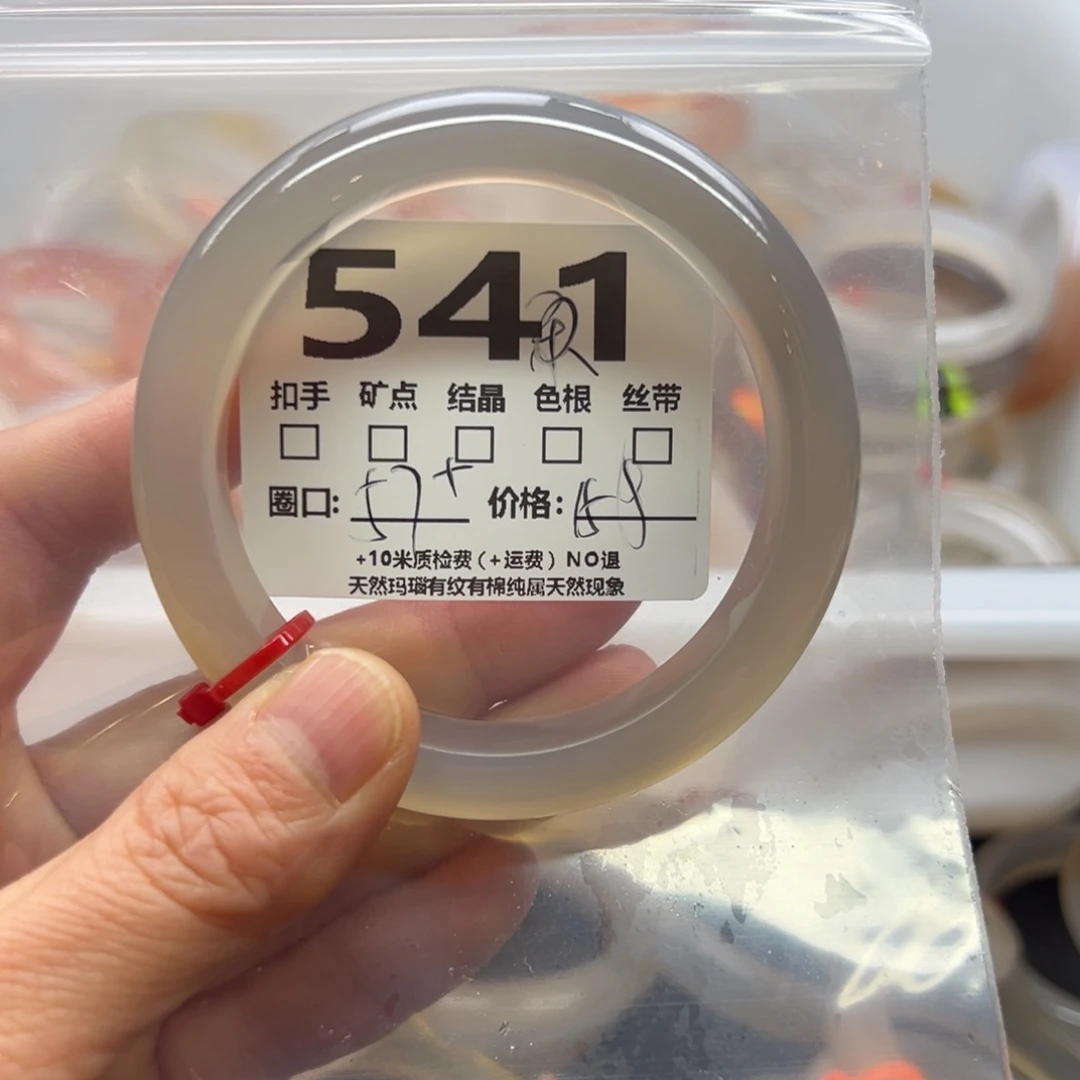 541
扣手 矿点 结晶 色根 丝带
圈口: 57+ 价格:
+10米质检费(+运费)NO退
天然玛瑙有纹有棉纯属天然现象